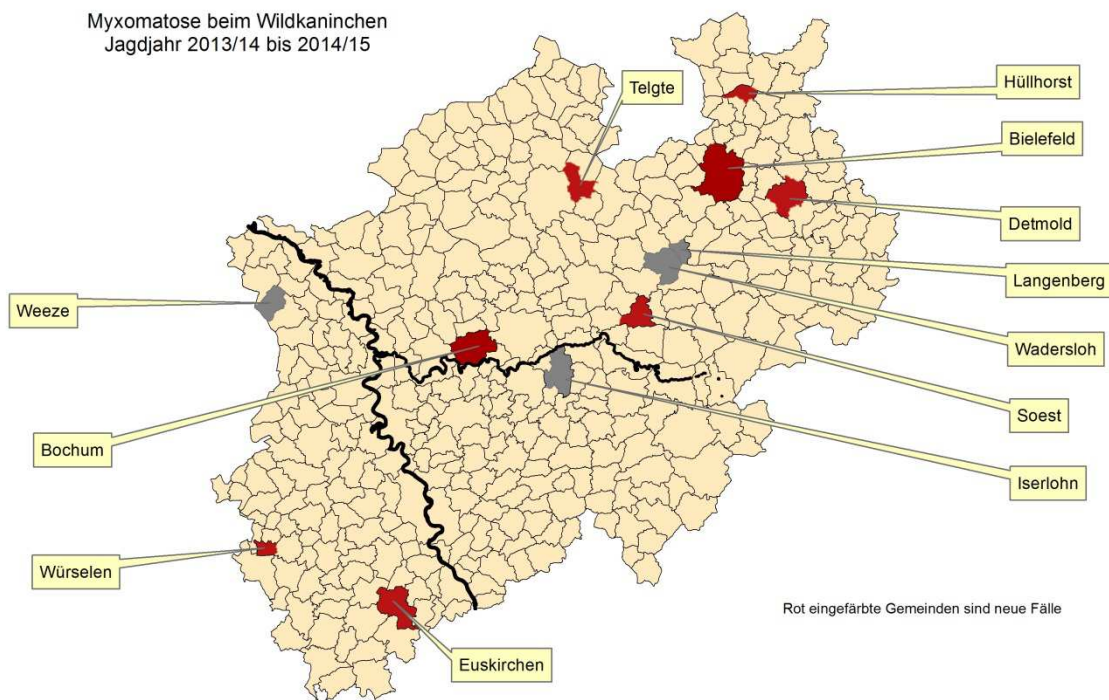 Myxomatose beim Wildkaninchen
Jagdjahr 2013/14 bis 2014/15
Telgte
Hüllhorst
Bielefeld
Detmold
Langenberg
Weeze
Wadersloh
Soest
Bochum
Iserlohn
Würselen
Rot eingefärbte Gemeinden sind neue Fälle
Euskirchen